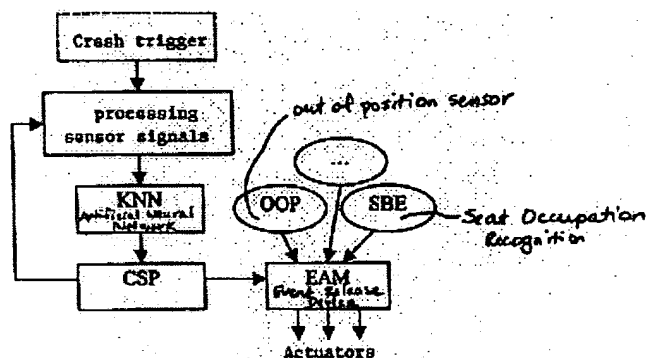 Crash trigger
processing
sensor signals
out of position sensor
...
KNN
Artificial Neural
Network
OOP
SBE
Seat Occupation
Recognition
CSP
EAM
Event Release
Device
Actuators